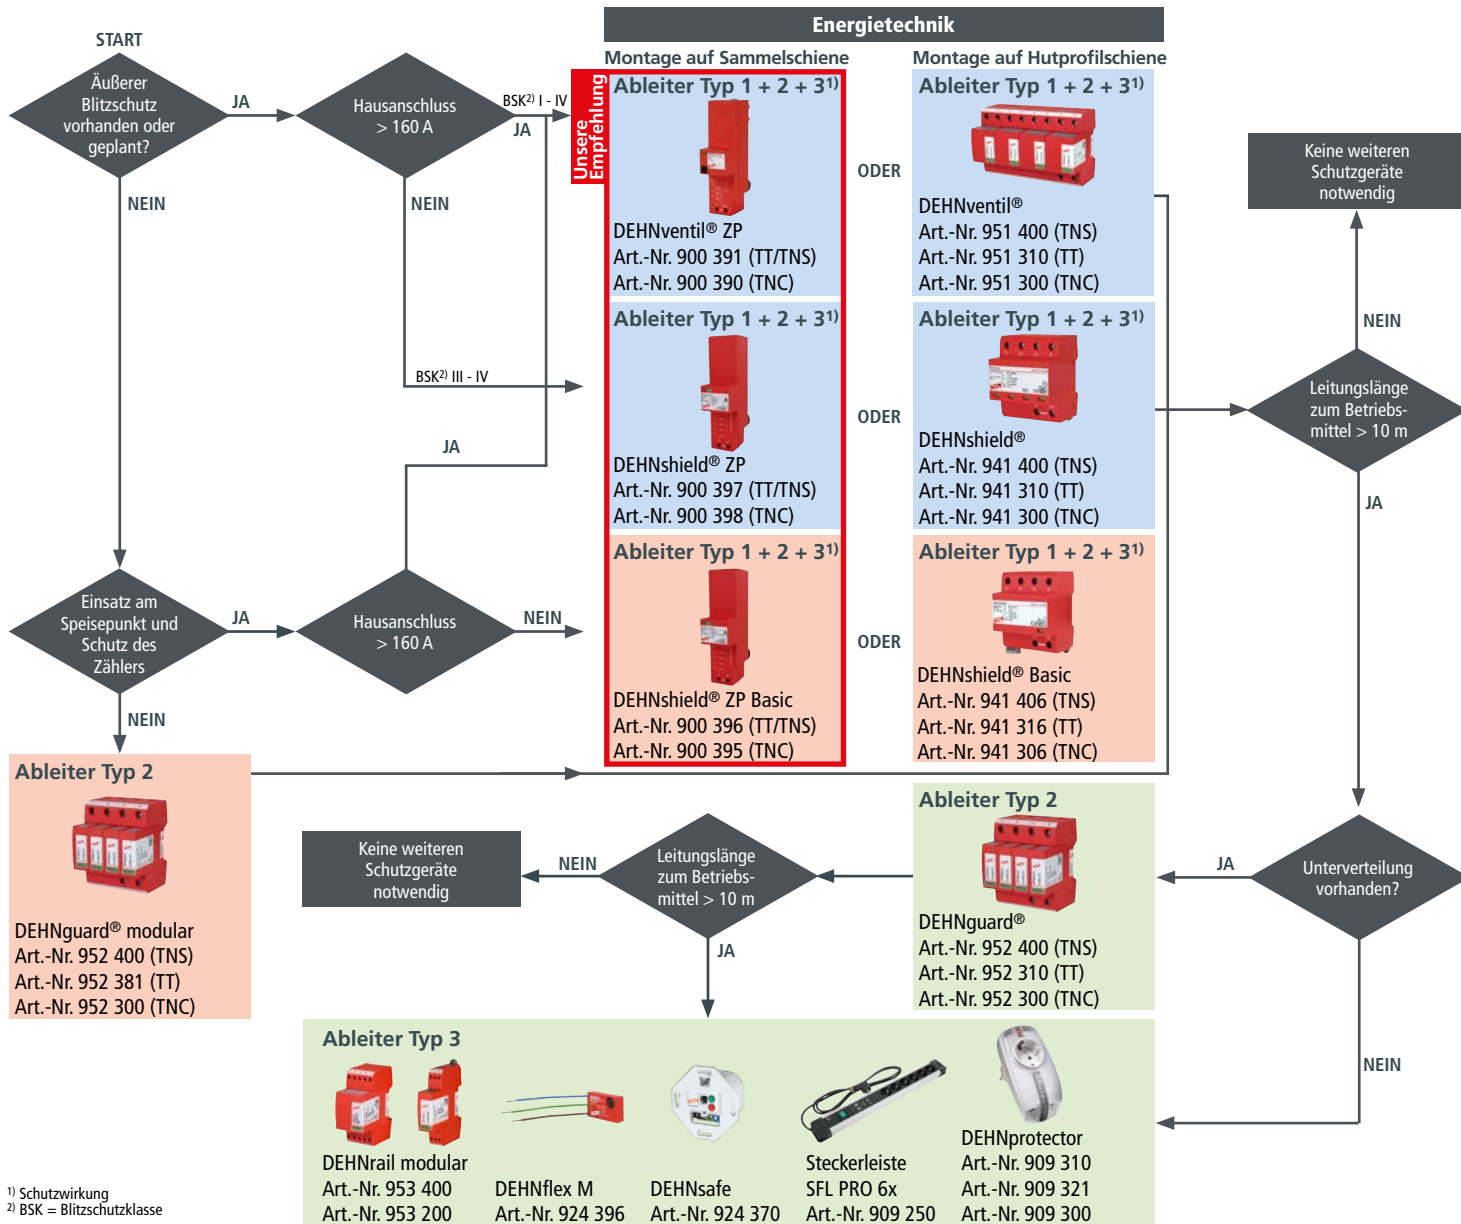 Energietechnik
START
Montage auf Sammelschiene
Montage auf Hutprofilschiene
Äußerer
Blitzschutz
vorhanden oder
geplant?
JA
Hausanschluss
> 160 A
BSK²⁾ I - IV
JA
Unsere
Empfehlung
Ableiter Typ 1 + 2 + 3¹⁾
DEHNventil® ZP
Art.-Nr. 900 391 (TT/TNS)
Art.-Nr. 900 390 (TNC)
ODER
Ableiter Typ 1 + 2 + 3¹⁾
DEHNventil®
Art.-Nr. 951 400 (TNS)
Art.-Nr. 951 310 (TT)
Art.-Nr. 951 300 (TNC)
Keine weiteren
Schutzgeräte
notwendig
NEIN
NEIN
NEIN
BSK²⁾ III - IV
Ableiter Typ 1 + 2 + 3¹⁾
DEHNshield® ZP
Art.-Nr. 900 397 (TT/TNS)
Art.-Nr. 900 398 (TNC)
ODER
Ableiter Typ 1 + 2 + 3¹⁾
DEHNshield®
Art.-Nr. 941 400 (TNS)
Art.-Nr. 941 310 (TT)
Art.-Nr. 941 300 (TNC)
Leitungslänge
zum Betriebs-
mittel > 10 m
JA
JA
Einsatz am
Speisepunkt und
Schutz des
Zählers
JA
Hausanschluss
> 160 A
NEIN
Ableiter Typ 1 + 2 + 3¹⁾
DEHNshield® ZP Basic
Art.-Nr. 900 396 (TT/TNS)
Art.-Nr. 900 395 (TNC)
ODER
Ableiter Typ 1 + 2 + 3¹⁾
DEHNshield® Basic
Art.-Nr. 941 406 (TNS)
Art.-Nr. 941 316 (TT)
Art.-Nr. 941 306 (TNC)
NEIN
Ableiter Typ 2
DEHNguard® modular
Art.-Nr. 952 400 (TNS)
Art.-Nr. 952 381 (TT)
Art.-Nr. 952 300 (TNC)
Keine weiteren
Schutzgeräte
notwendig
NEIN
Leitungslänge
zum Betriebs-
mittel > 10 m
JA
Ableiter Typ 2
DEHNguard®
Art.-Nr. 952 400 (TNS)
Art.-Nr. 952 310 (TT)
Art.-Nr. 952 300 (TNC)
JA
Unterverteilung
vorhanden?
NEIN
Ableiter Typ 3
DEHNrail modular
Art.-Nr. 953 400
Art.-Nr. 953 200
DEHNflex M
Art.-Nr. 924 396
DEHNsafe
Art.-Nr. 924 370
Steckerleiste
SFL PRO 6x
Art.-Nr. 909 250
DEHNprotector
Art.-Nr. 909 310
Art.-Nr. 909 321
Art.-Nr. 909 300
¹⁾ Schutzwirkung
²⁾ BSK = Blitzschutzklasse